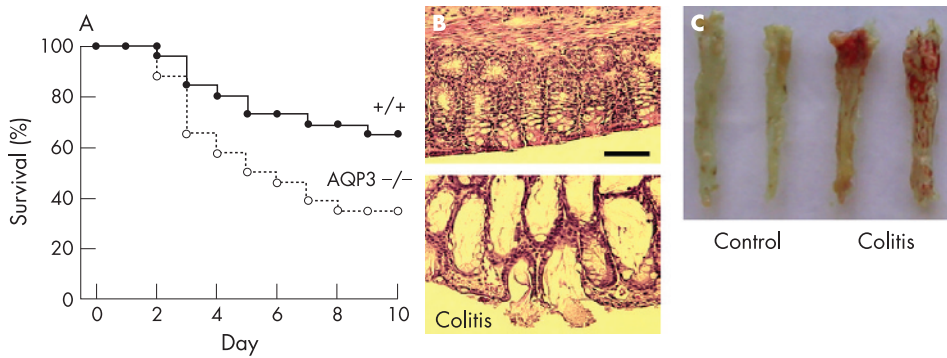 A
100
80
60
40
20
0
Survival (%)
+/+
AQP3 –/–
0 2 4 6 8 10
Day
B
Colitis
C
Control Colitis